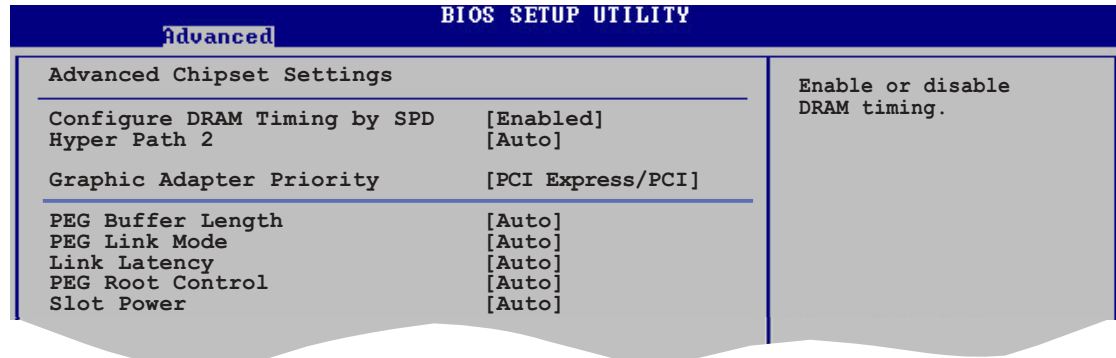 BIOS SETUP UTILITY
Advanced
Advanced Chipset Settings
Configure DRAM Timing by SPD [Enabled]
Hyper Path 2 [Auto]
Graphic Adapter Priority [PCI Express/PCI]
PEG Buffer Length [Auto]
PEG Link Mode [Auto]
Link Latency [Auto]
PEG Root Control [Auto]
Slot Power [Auto]
Enable or disable
DRAM timing.